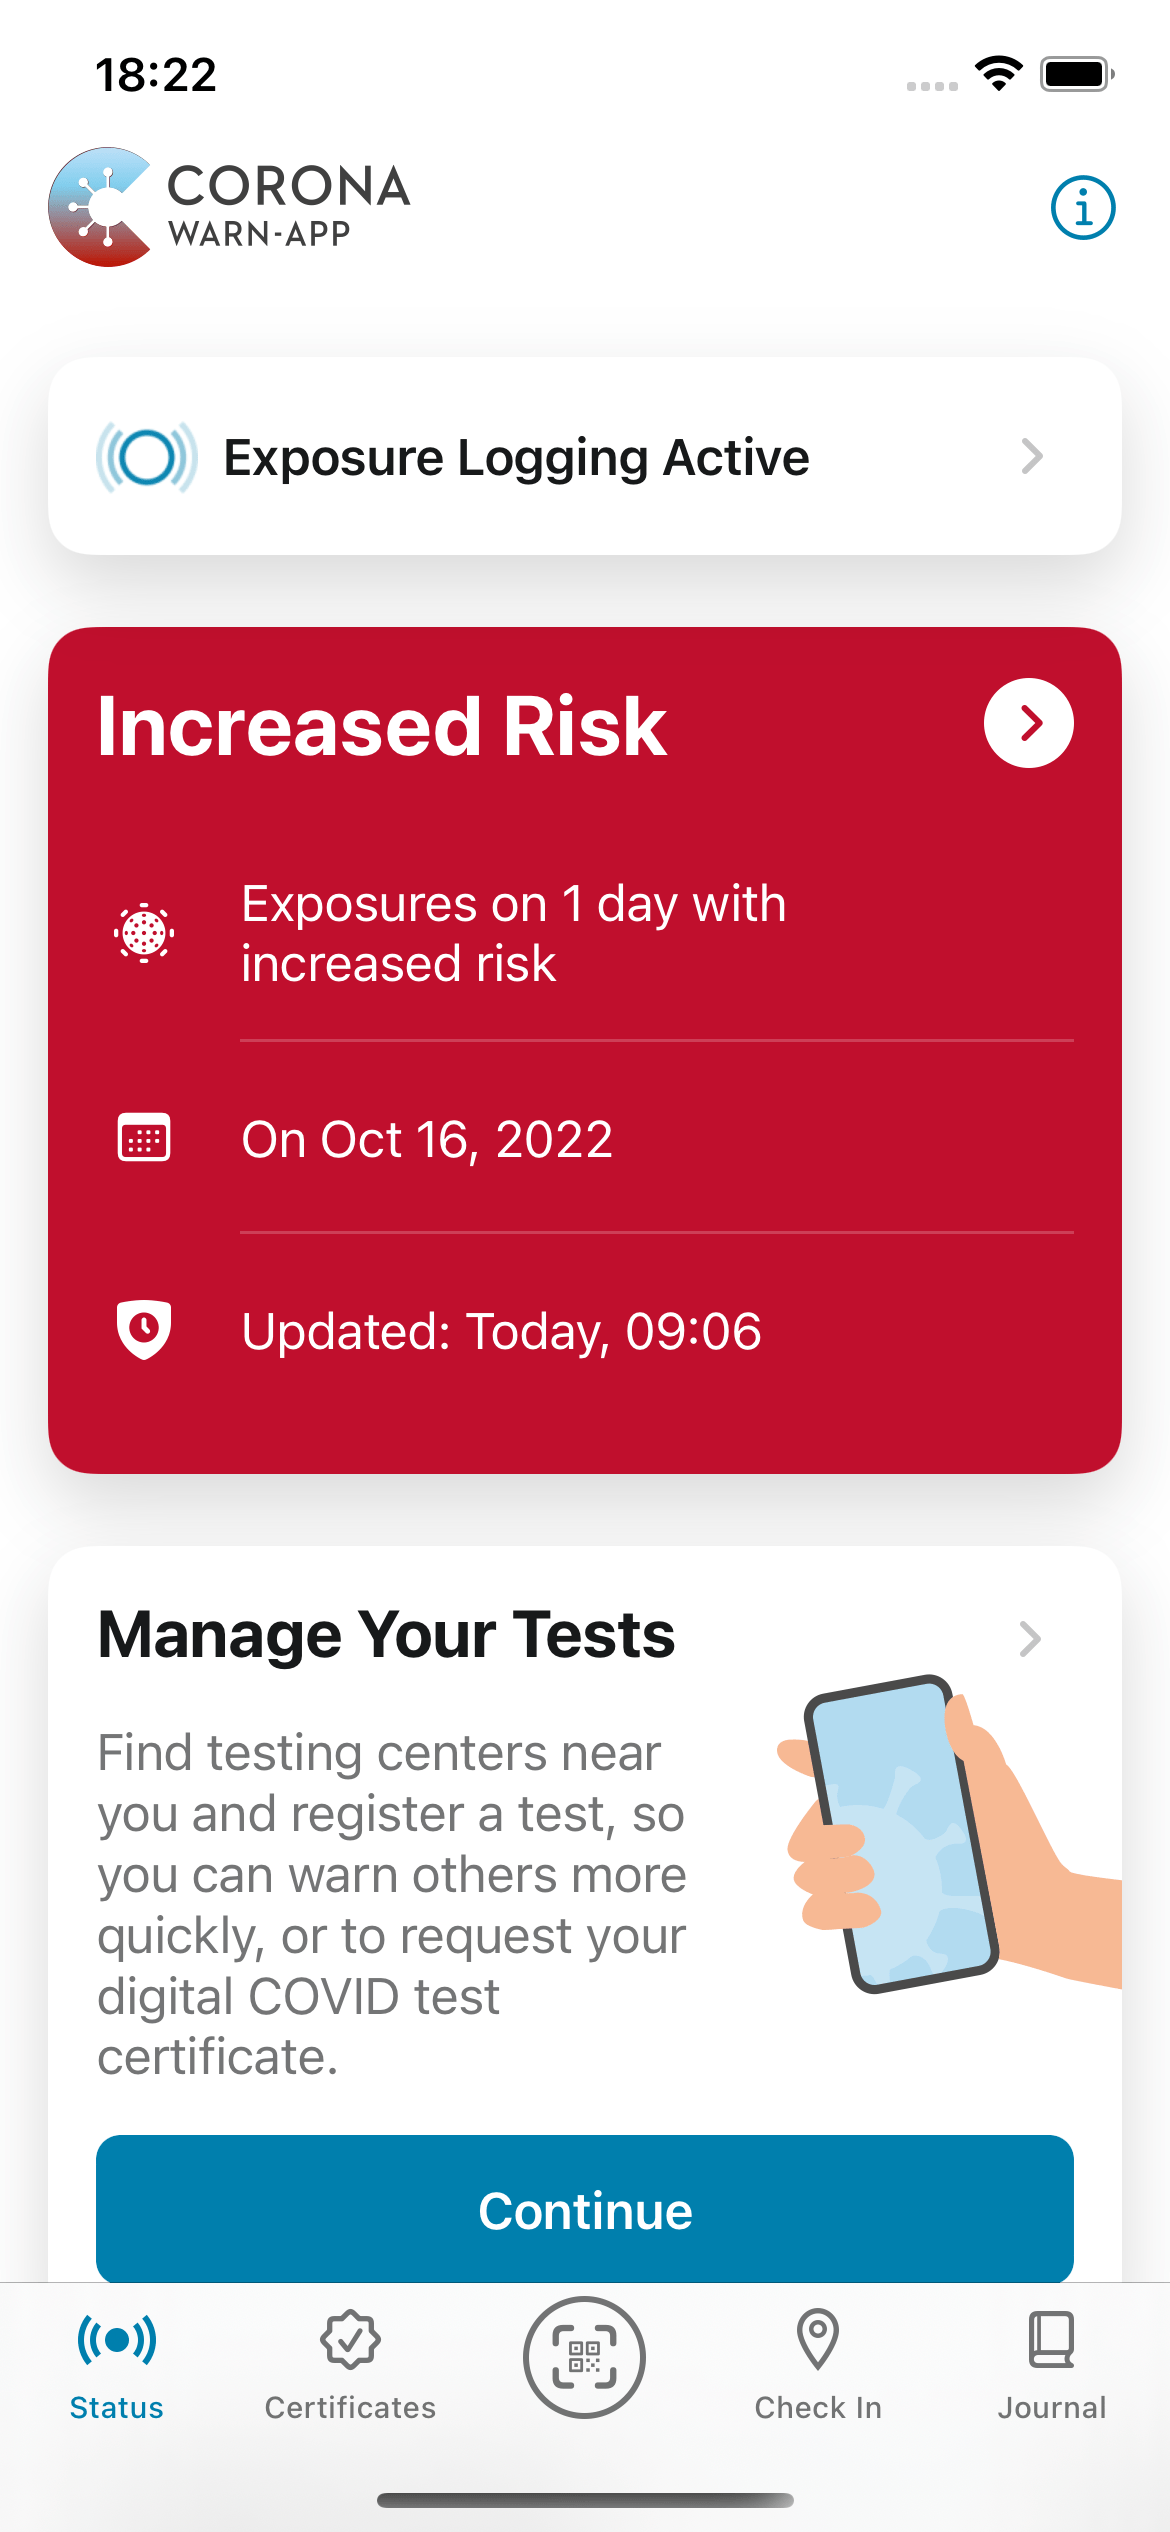 18:22
CORONA
WARN-APP
Exposure Logging Active
Increased Risk
Exposures on 1 day with
increased risk
On Oct 16, 2022
Updated: Today, 09:06
Manage Your Tests
Find testing centers near
you and register a test, so
you can warn others more
quickly, or to request your
digital COVID test
certificate.
Continue
Status
Certificates
Check In
Journal